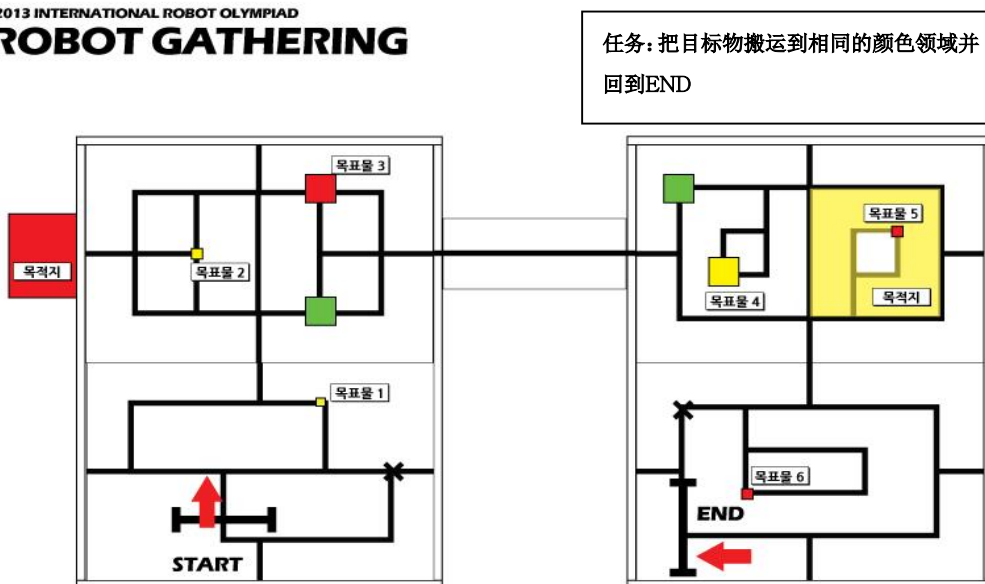 2013 INTERNATIONAL ROBOT OLYMPIAD
ROBOT GATHERING
任务:把目标物搬运到相同的颜色领域并
回到END
목표물 3
목표물 5
목적지
목표물 2
목표물 4
목적지
목표물 1
목표물 6
END
START